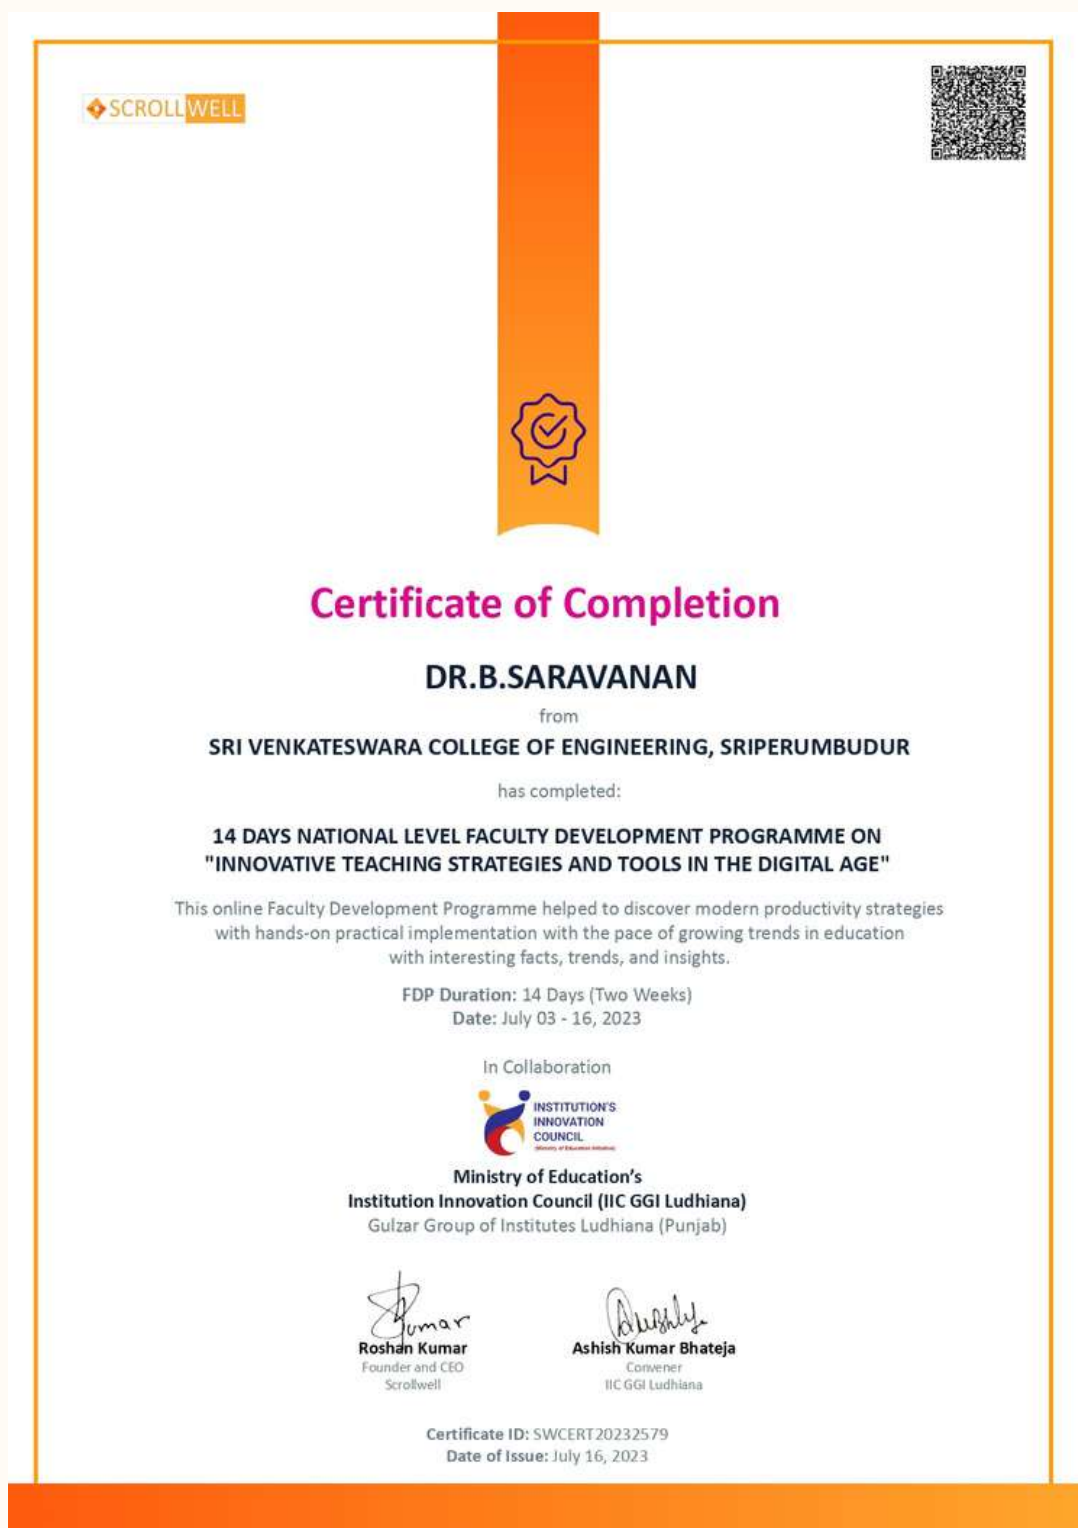 SCROLLWELL
Certificate of Completion
DR.B.SARAVANAN
from
SRI VENKATESWARA COLLEGE OF ENGINEERING, SRIPERUMBUDUR
has completed:
14 DAYS NATIONAL LEVEL FACULTY DEVELOPMENT PROGRAMME ON
"INNOVATIVE TEACHING STRATEGIES AND TOOLS IN THE DIGITAL AGE"
This online Faculty Development Programme helped to discover modern productivity strategies
with hands-on practical implementation with the pace of growing trends in education
with interesting facts, trends, and insights.
FDP Duration: 14 Days (Two Weeks)
Date: July 03 - 16, 2023
In Collaboration
INSTITUTION'S
INNOVATION
COUNCIL
(Ministry of Education Initiative)
Ministry of Education’s
Institution Innovation Council (IIC GGI Ludhiana)
Gulzar Group of Institutes Ludhiana (Punjab)
Roshan Kumar
Founder and CEO
Scrollwell
Ashish Kumar Bhateja
Convener
IIC GGI Ludhiana
Certificate ID: SWCERT20232579
Date of Issue: July 16, 2023